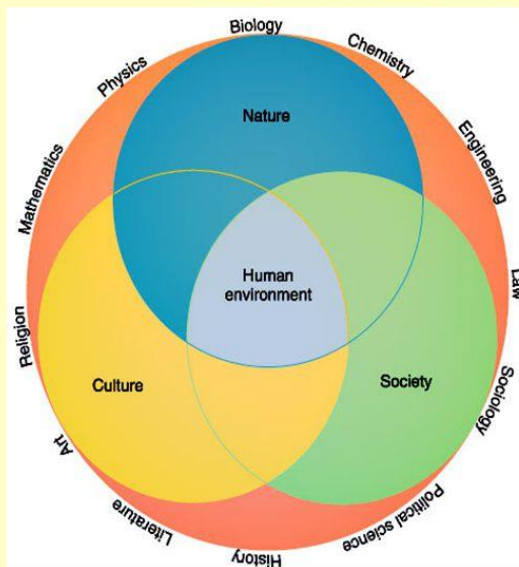 Biology
Chemistry
Physics
Engineering
Nature
Mathematics
Law
Human
environment
Religion
Culture
Society
Sociology
Art
Political science
Literature
History